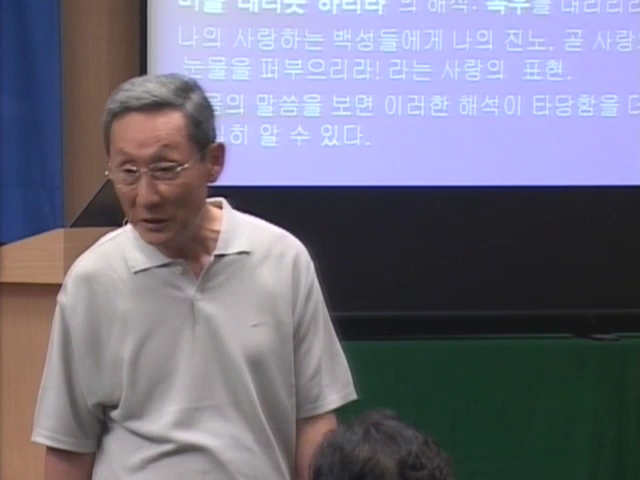 비를 내리붓 하리라" 의 해석: 폭우를 내리리라
나의 사랑하는 백성들에게 나의 진노, 곧 사랑의
눈물을 퍼부으리라! 라는 사랑의 표현.
말씀을 보면 이러한 해석이 타당함을
알 수 있다.